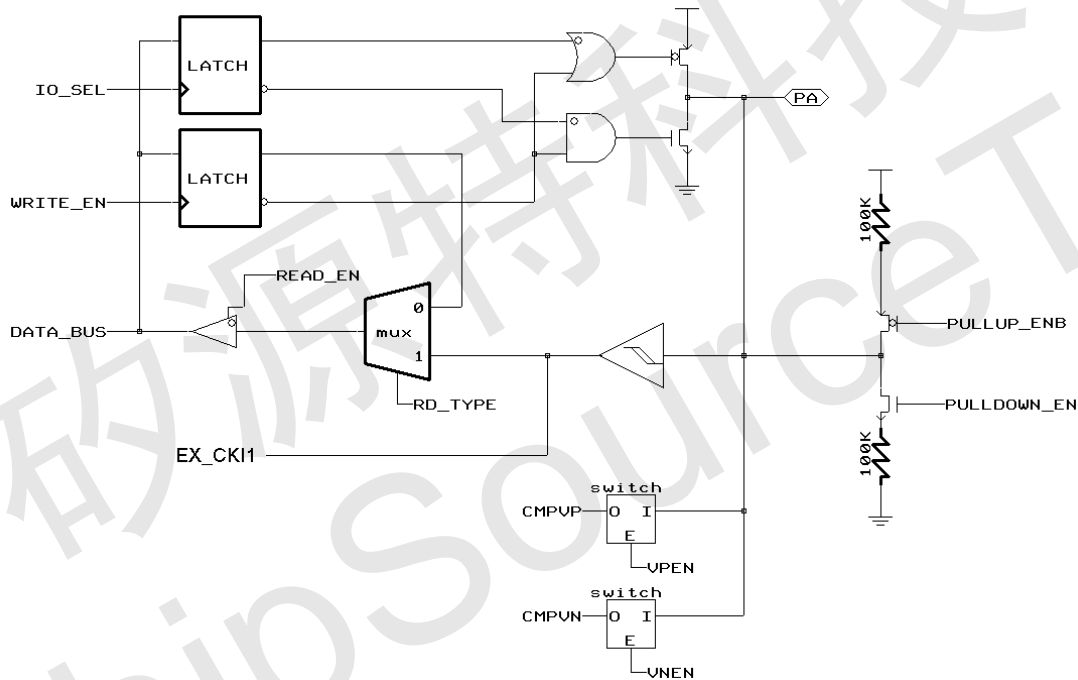 LATCH
IO_SEL
PA
LATCH
WRITE_EN
100K
READ_EN
0
DATA_BUS
mux
PULLUP_ENB
1
RD_TYPE
PULLDOWN_EN
EX_CKI1
100K
switch
CMPVP
O I
E
VPEN
switch
CMPVN
O I
E
VNEN
矽源特科技
ChipSourceT